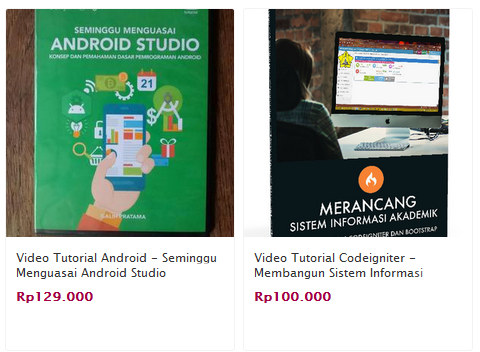 SEMINGGU MENGUASAI
ANDROID STUDIO
KONSEP DAN PEMAHAMAN DASAR PEMROGRAMAN ANDROID
21
PRATAMA
MERANCANG
SISTEM INFORMASI AKADEMIK
CODEIGNITER DAN BOOTSTRAP
Video Tutorial Android - Seminggu
Menguasai Android Studio
Rp129.000
Video Tutorial Codeigniter -
Membangun Sistem Informasi
Rp100.000